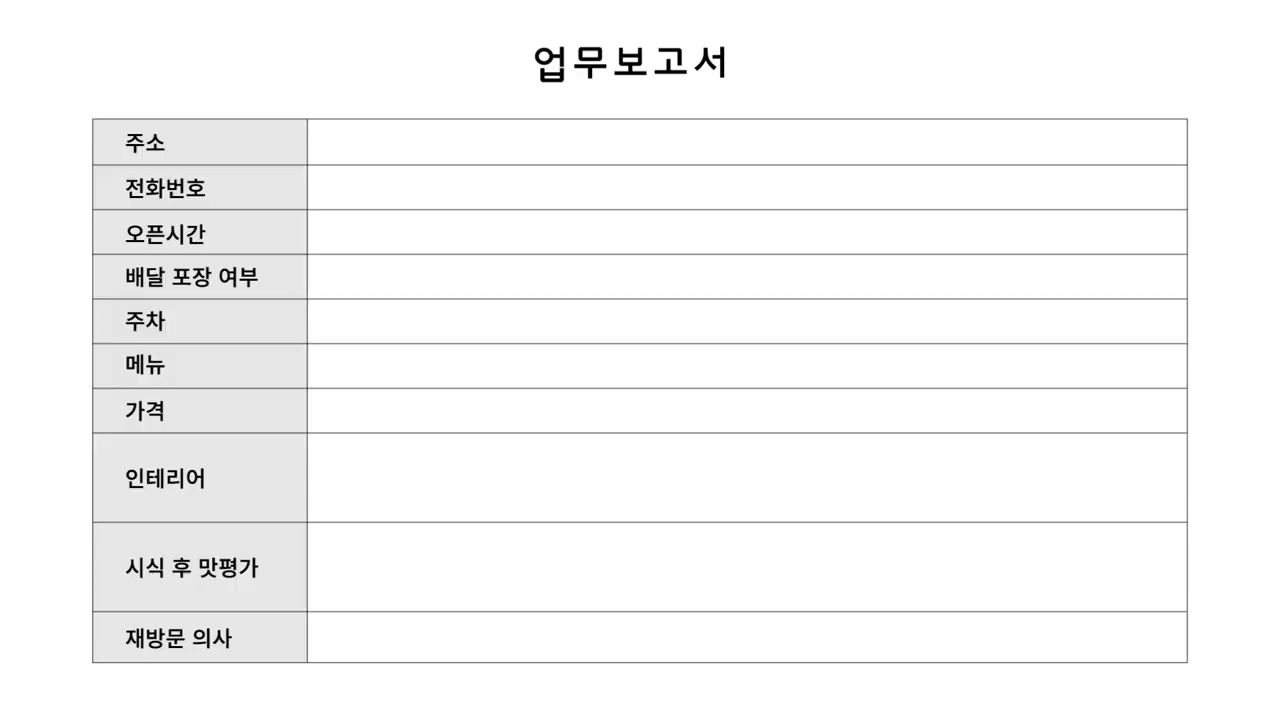 업무보고서
주소
전화번호
오픈시간
배달 포장 여부
주차
메뉴
가격
인테리어
시식 후 맛평가
재방문 의사